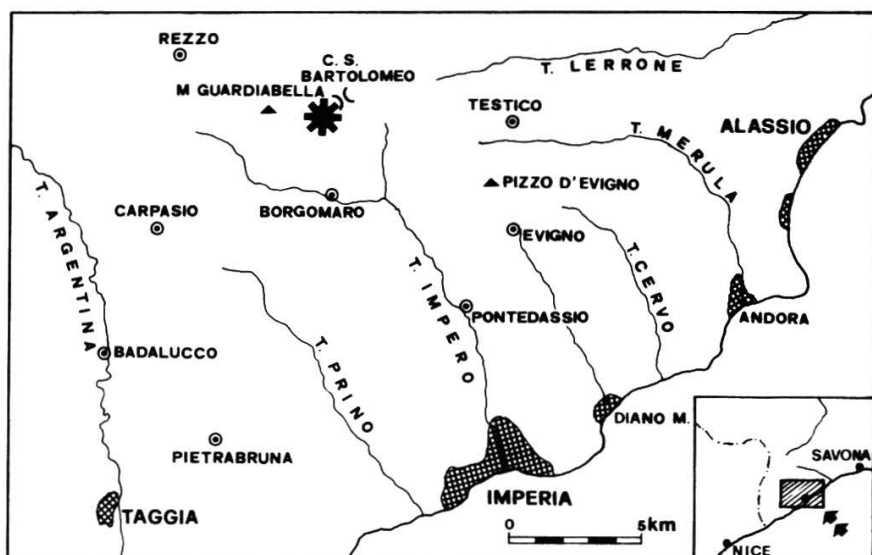 REZZO
C. S.
BARTOLOMEO
T. LERRONE
M GUARDIABELLA
TESTICO
T. MERULA
ALASSIO
PIZZO D'EVIGNO
BORGOMARO
CARPASIO
T. ARGENTINA
EVIGNO
T. CERVO
T. IMPERO
PONTEDASSIO
ANDORA
BADALUCCO
T. PRINO
DIANO M.
PIETRABRUNA
SAVONA
TAGGIA
IMPERIA
0 5km
NICE